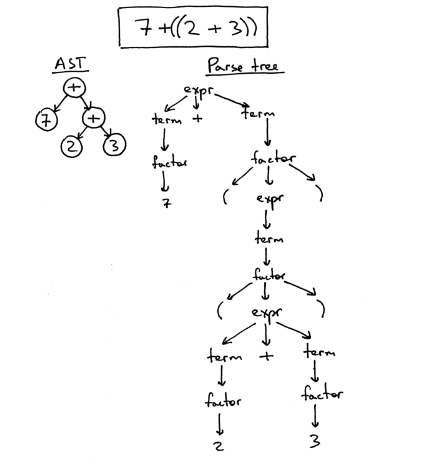 7 + ((2 + 3))
AST
Parse tree
+
7 +
2 3
expr
term + term
factor factor
7 ( expr )
term
factor
( expr )
term + term
factor factor
2 3